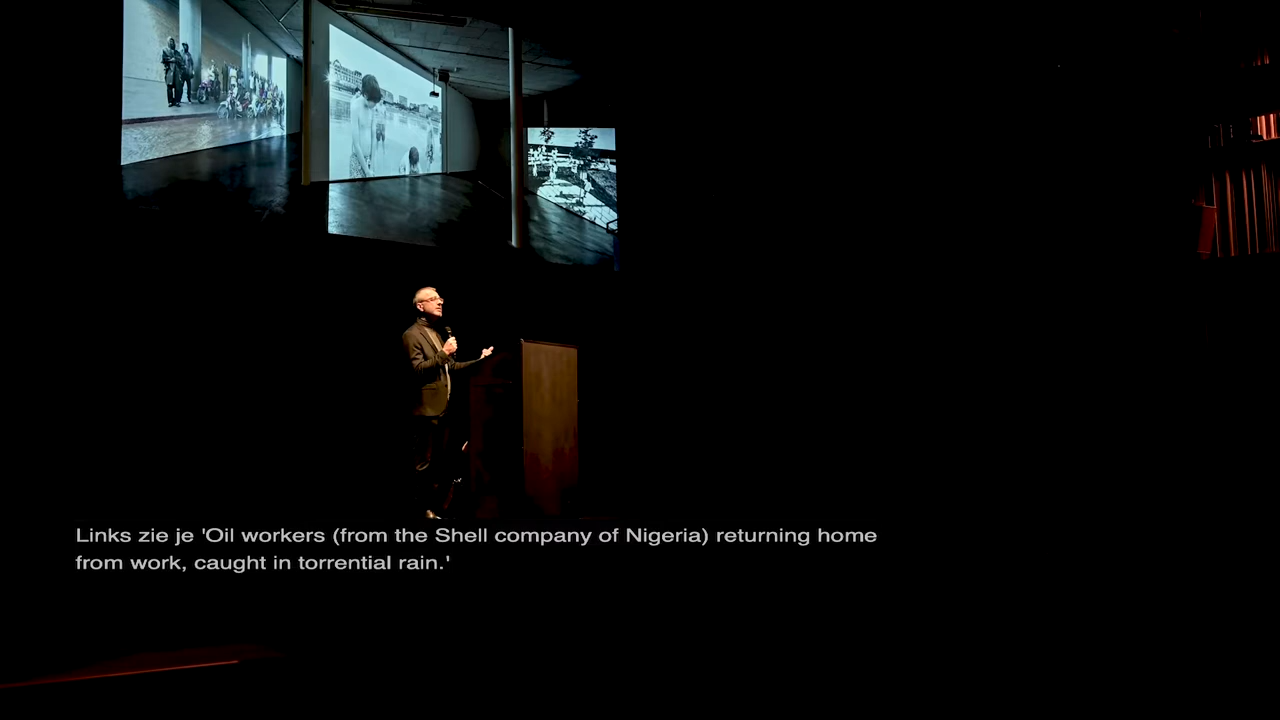 Links zie je 'Oil workers (from the Shell company of Nigeria) returning home
from work, caught in torrential rain.'